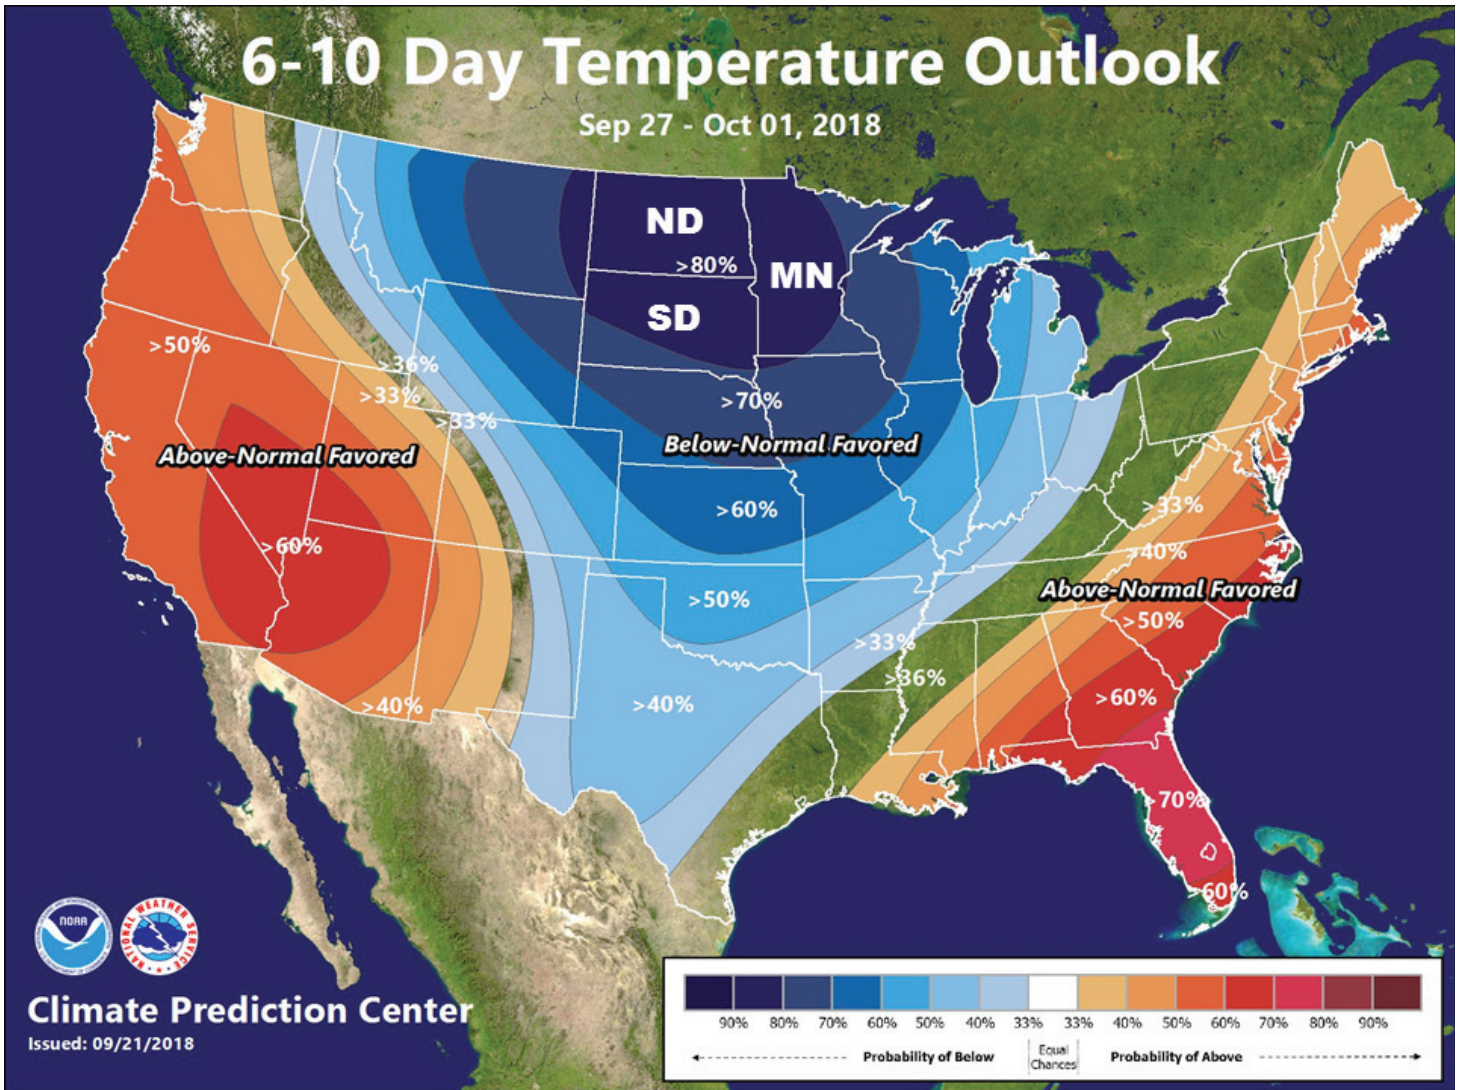 6-10 Day Temperature Outlook
Sep 27 - Oct 01, 2018
ND
>80%
MN
SD
>50%
>36%
>33%
>33%
>70%
Below-Normal Favored
Above-Normal Favored
>60%
>33%
>60%
>40%
Above-Normal Favored
>50%
>50%
>33%
>36%
>60%
>40%
>40%
>70%
>60%
NOAA
NATIONAL WEATHER SERVICE
Climate Prediction Center
Issued: 09/21/2018
90% 80% 70% 60% 50% 40% 33% 33% 40% 50% 60% 70% 80% 90%
Probability of Below
Equal
Chances
Probability of Above